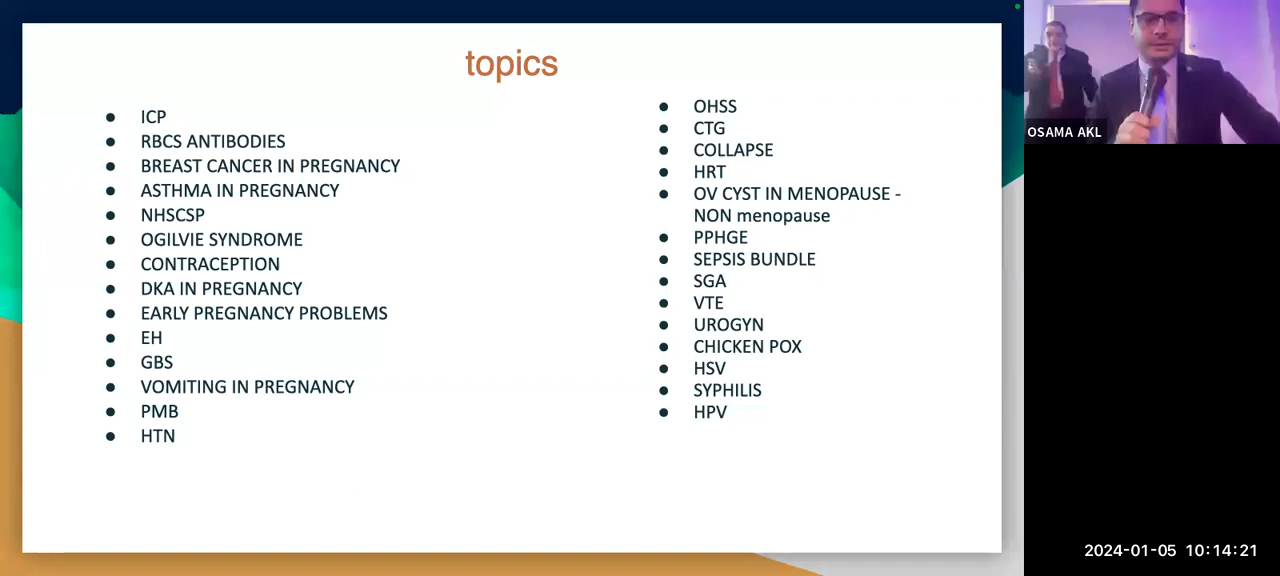 topics
ICP
RBCS ANTIBODIES
BREAST CANCER IN PREGNANCY
ASTHMA IN PREGNANCY
NHSCSP
OGILVIE SYNDROME
CONTRACEPTION
DKA IN PREGNANCY
EARLY PREGNANCY PROBLEMS
EH
GBS
VOMITING IN PREGNANCY
PMB
HTN
OHSS
CTG
COLLAPSE
HRT
OV CYST IN MENOPAUSE -
NON menopause
PPHGE
SEPSIS BUNDLE
SGA
VTE
UROGYN
CHICKEN POX
HSV
SYPHILIS
HPV
OSAMA AKL
2024-01-05 10:14:21